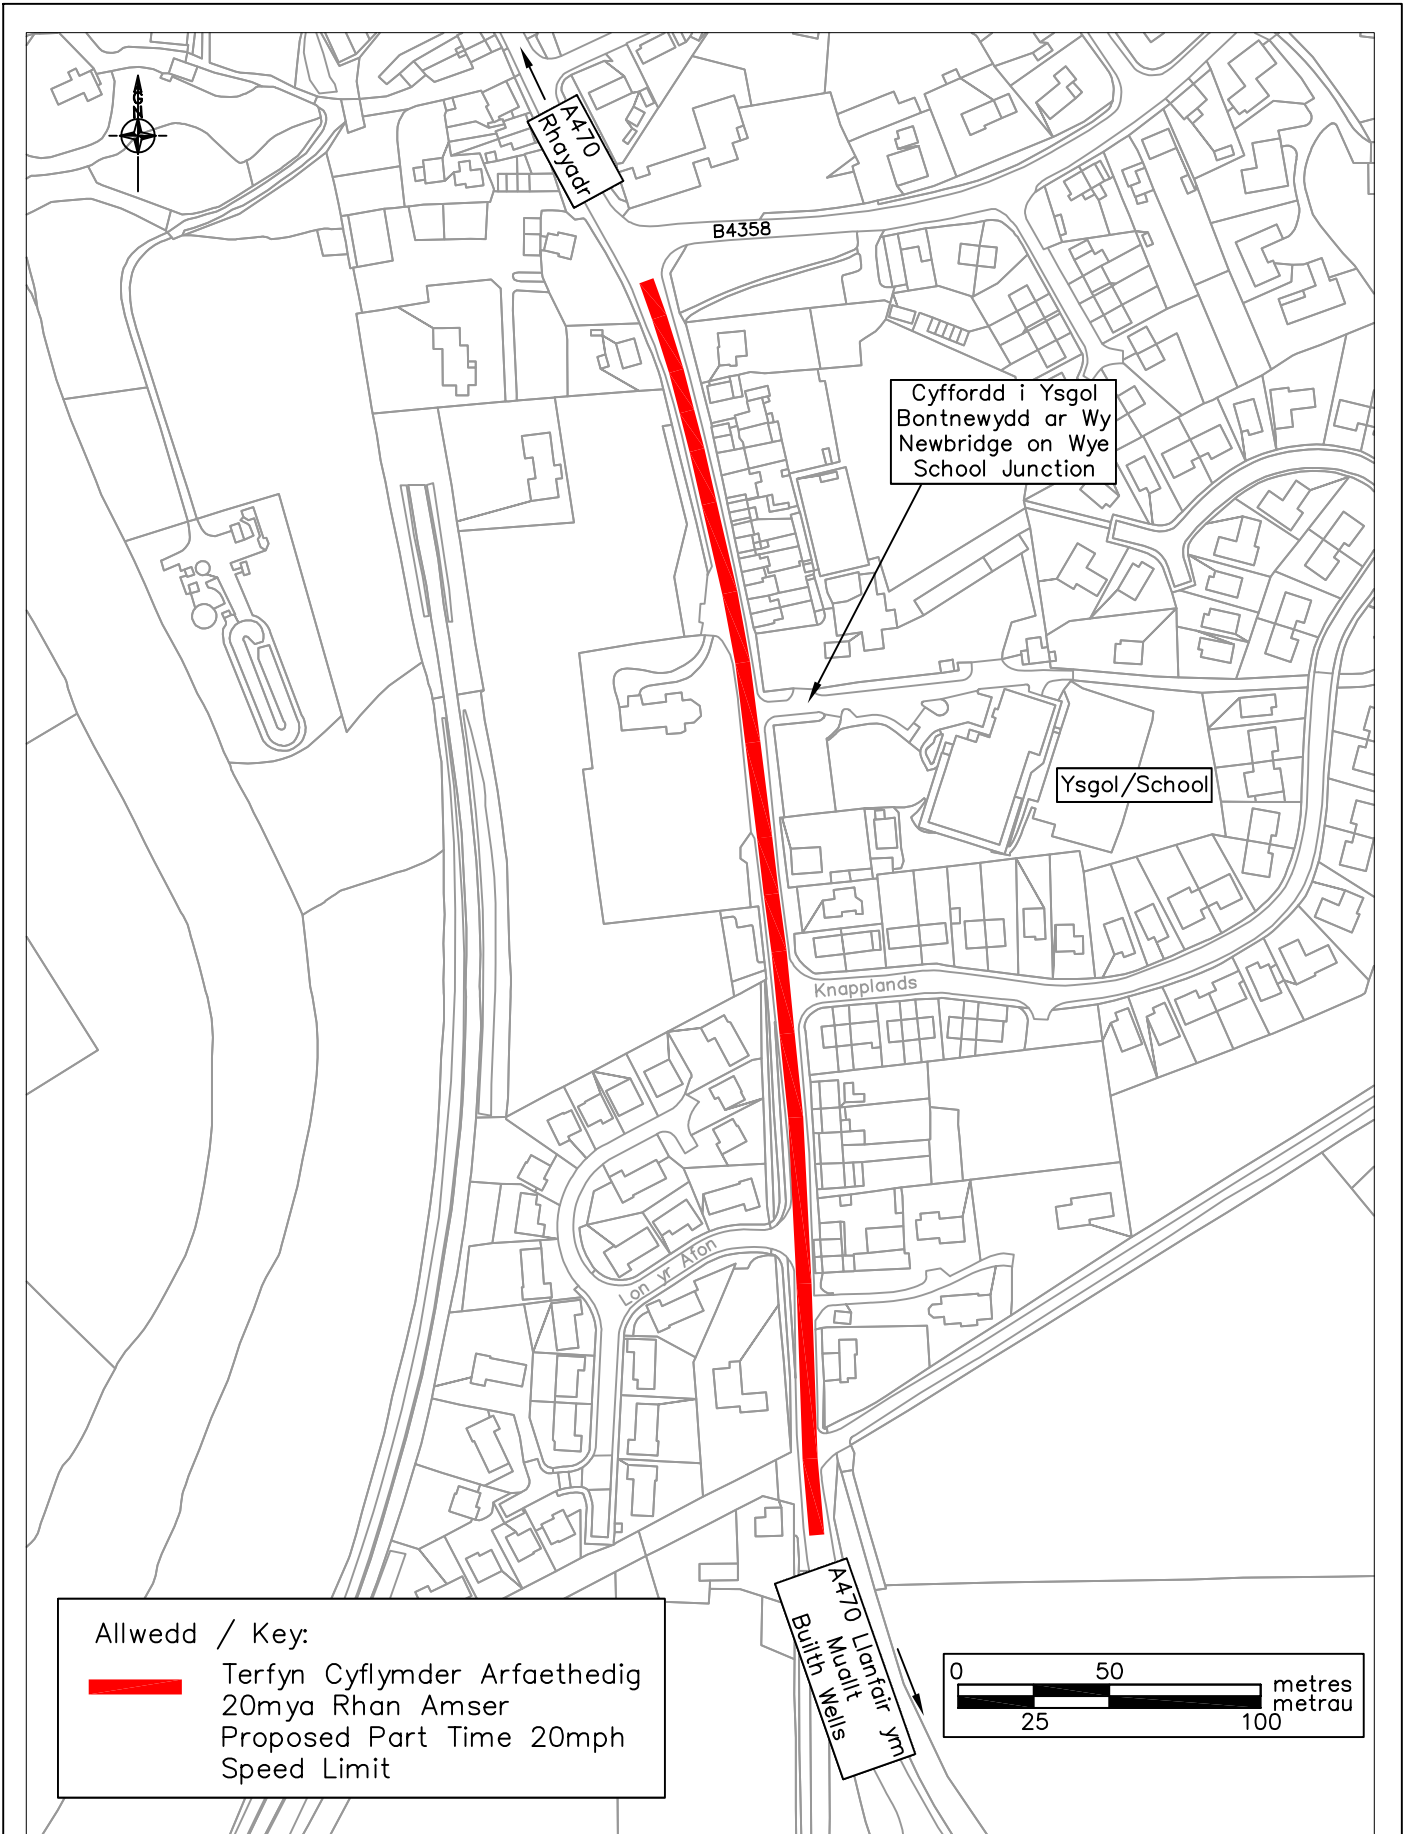 GN
A470
Rhayadr
B4358
Cyffordd i Ysgol
Bontnewydd ar Wy
Newbridge on Wye
School Junction
Ysgol/School
Knapplands
Lon yr Afon
A470 Llanfair ym
Muallt
Builth Wells
Allwedd / Key:
Terfyn Cyflymder Arfaethedig
20mya Rhan Amser
Proposed Part Time 20mph
Speed Limit
0 50
metres
metrau
25 100